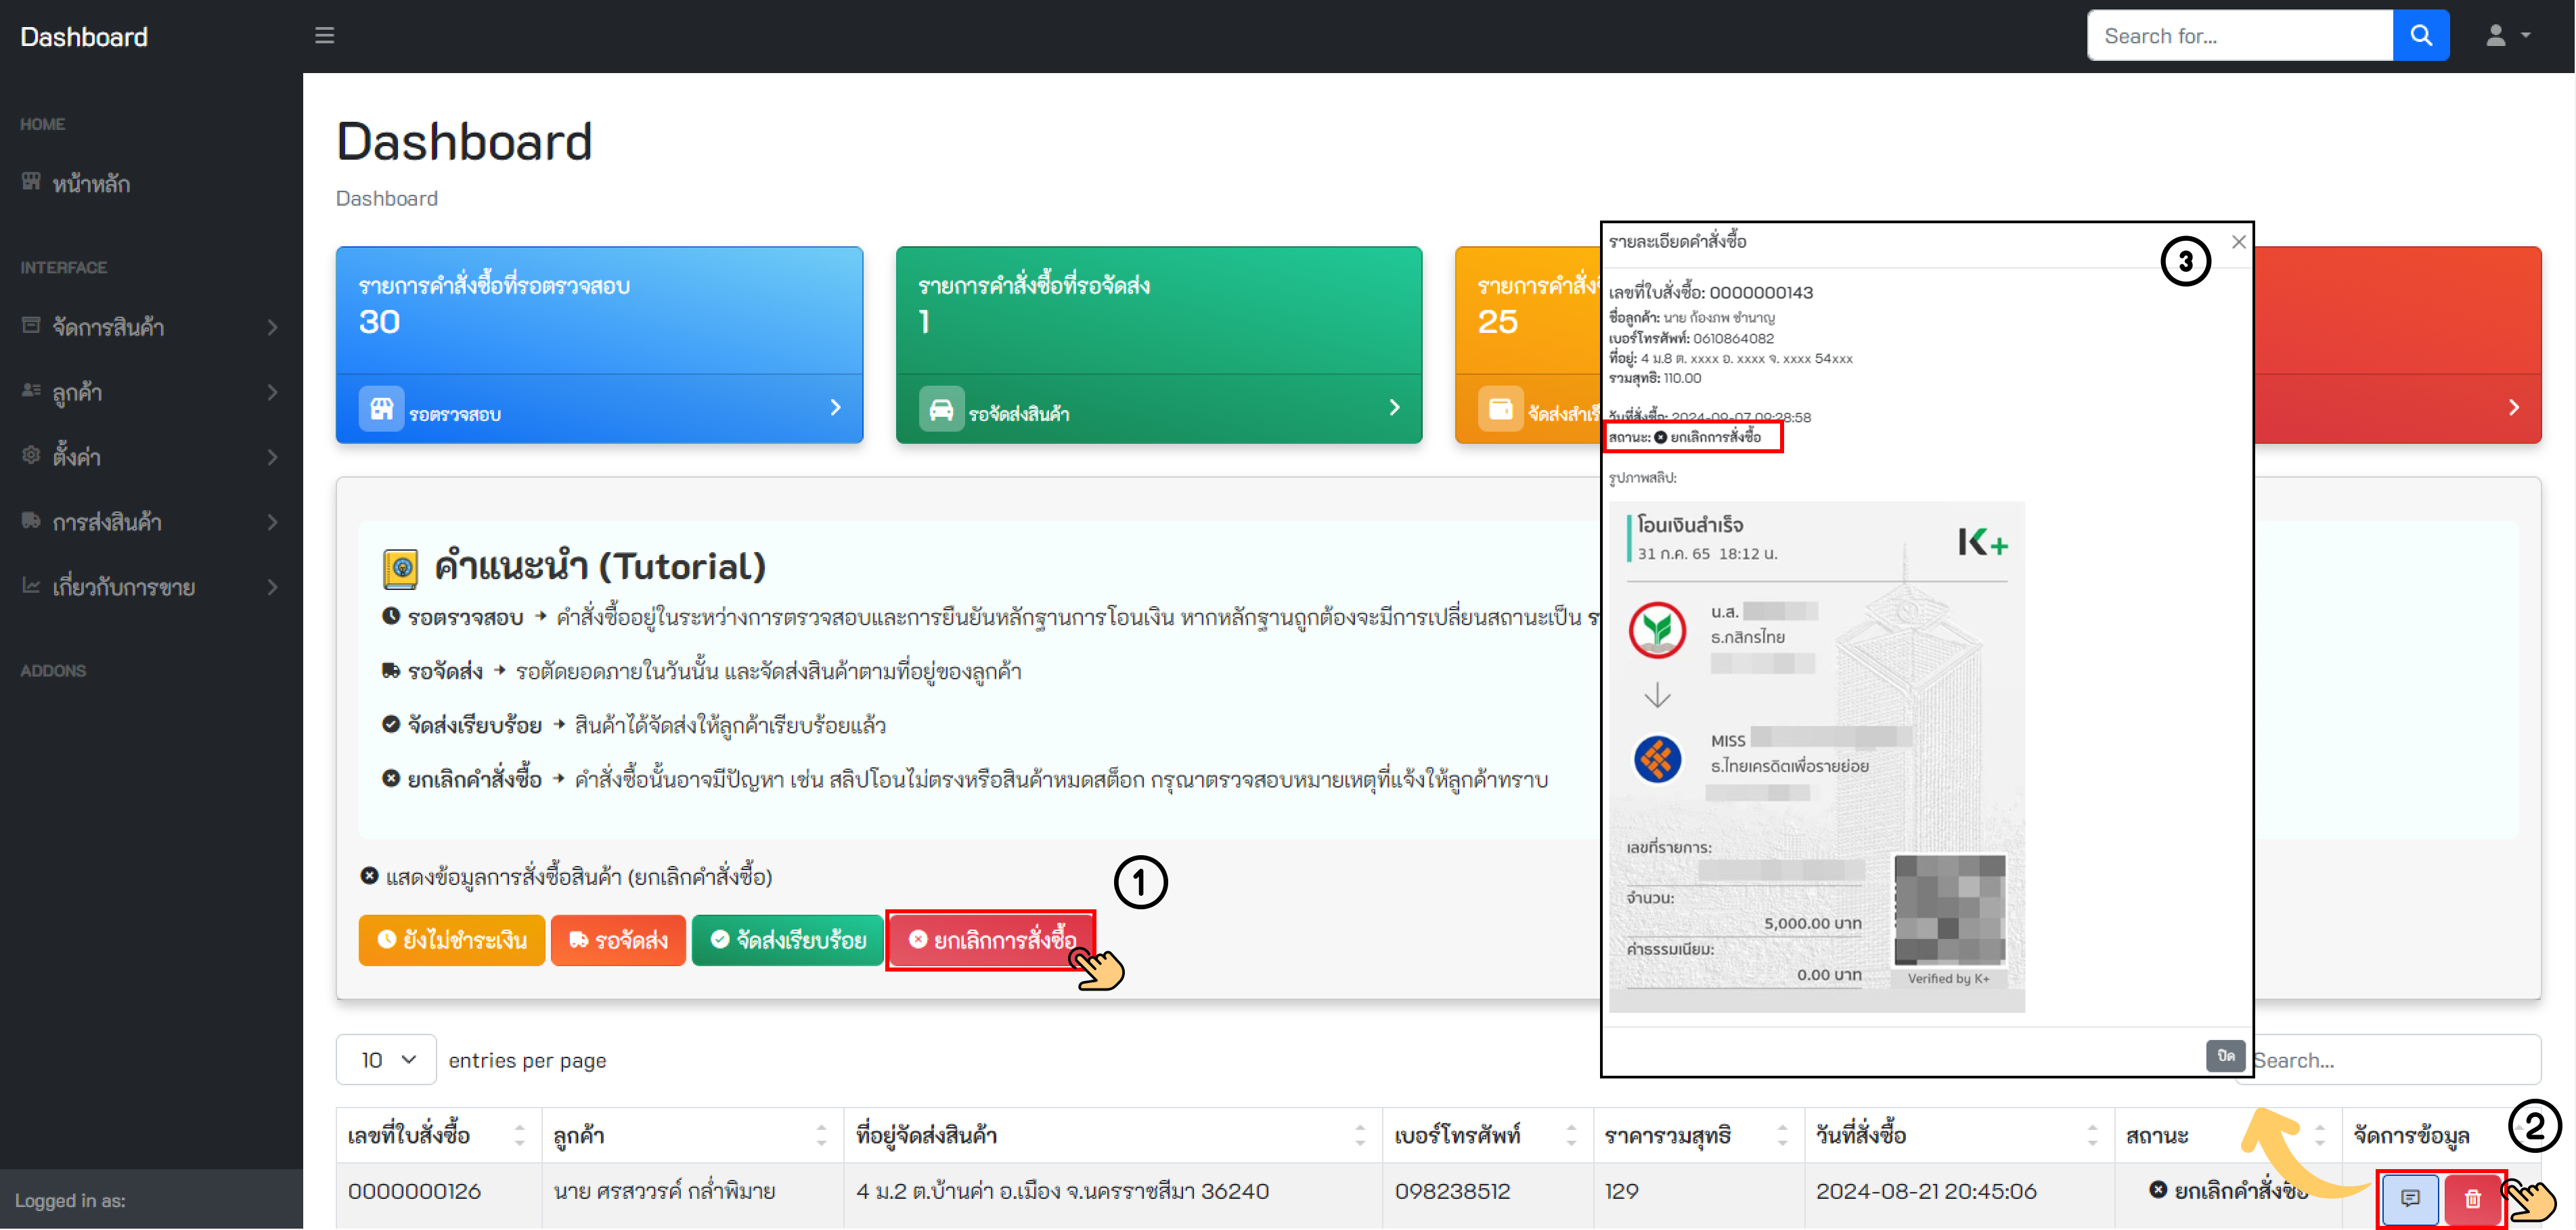 Dashboard
Search for...
HOME
หน้าหลัก
INTERFACE
จัดการสินค้า
ลูกค้า
ตั้งค่า
การส่งสินค้า
เกี่ยวกับการขาย
ADDONS
Logged in as:
Dashboard
Dashboard
รายการคำสั่งซื้อที่รอตรวจสอบ
30
รอตรวจสอบ
รายการคำสั่งซื้อที่รอจัดส่ง
1
รอจัดส่งสินค้า
รายการคำสั่ง
25
จัดส่งสำเร็
คำแนะนำ (Tutorial)
รอตรวจสอบ → คำสั่งซื้ออยู่ในระหว่างการตรวจสอบและการยืนยันหลักฐานการโอนเงิน หากหลักฐานถูกต้องจะมีการเปลี่ยนสถานะเป็น ร
รอจัดส่ง → รอตัดยอดภายในวันนั้น และจัดส่งสินค้าตามที่อยู่ของลูกค้า
จัดส่งเรียบร้อย → สินค้าได้จัดส่งให้ลูกค้าเรียบร้อยแล้ว
ยกเลิกคำสั่งซื้อ → คำสั่งซื้อนั้นอาจมีปัญหา เช่น สลิปโอนไม่ตรงหรือสินค้าหมดสต็อก กรุณาตรวจสอบหมายเหตุที่แจ้งให้ลูกค้าทราบ
แสดงข้อมูลการสั่งซื้อสินค้า (ยกเลิกคำสั่งซื้อ)
1
ยังไม่ชำระเงิน
รอจัดส่ง
จัดส่งเรียบร้อย
ยกเลิกการสั่งซื้อ
รายละเอียดคำสั่งซื้อ
3
เลขที่ใบสั่งซื้อ: 0000000143
ชื่อลูกค้า: นาย ก้องภพ ชำนาญ
เบอร์โทรศัพท์: 0610864082
ที่อยู่: 4 ม.8 ต. xxxx อ. xxxx จ. xxxx 54xxx
รวมสุทธิ: 110.00
วันที่สั่งซื้อ: 2024-09-07 09:28:58
สถานะ: ยกเลิกการสั่งซื้อ
รูปภาพสลิป:
โอนเงินสำเร็จ
31 ก.ค. 65 18:12 น.
K+
น.ส.
ธ.กสิกรไทย
MISS
ธ.ไทยเครดิตเพื่อรายย่อย
เลขที่รายการ:
จำนวน:
5,000.00 บาท
ค่าธรรมเนียม:
0.00 บาท
Verified by K+
ปิด
10 entries per page
Search...
เลขที่ใบสั่งซื้อ ลูกค้า ที่อยู่จัดส่งสินค้า เบอร์โทรศัพท์ ราคารวมสุทธิ วันที่สั่งซื้อ สถานะ จัดการข้อมูล
2
0000000126 นาย ศรสววรค์ กล่ำพิมาย 4 ม.2 ต.บ้านค่า อ.เมือง จ.นครราชสีมา 36240 098238512 129 2024-08-21 20:45:06 ยกเลิกคำสั่งซื้อ